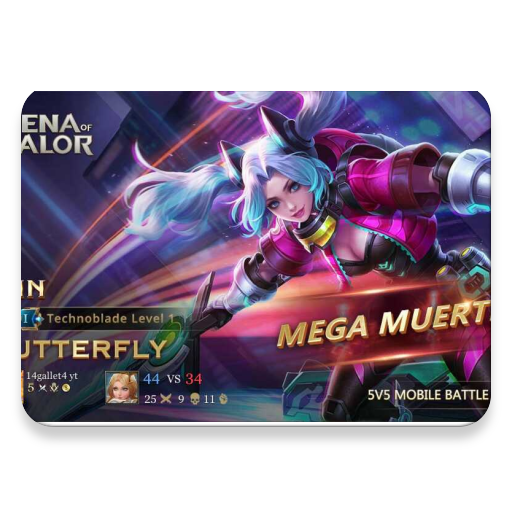 ENA OF
ALOR
IN
I Technoblade Level 1
UTTERFLY
14gallet4 yt
5
44 VS 34
25 9 11
MEGA MUERT
5V5 MOBILE BATTLE